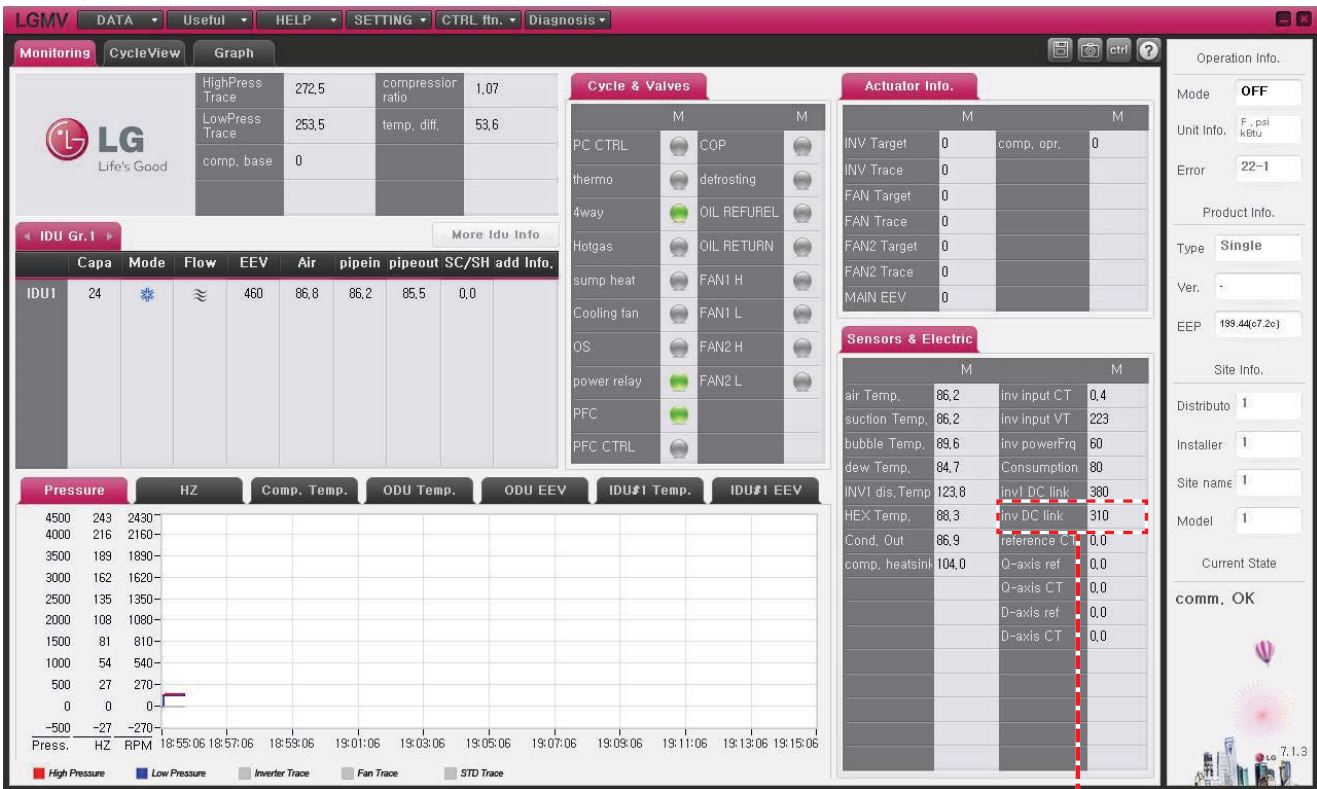 LGMV DATA Useful HELP SETTING CTRL ftn. Diagnosis
Monitoring CycleView Graph ctrl ?
LG
Life's Good
HighPress Trace 272,5 compression ratio 1,07
LowPress Trace 253,5 temp, diff, 53,6
comp, base 0
IDU Gr.1 More Idu Info
Capa Mode Flow EEV Air pipein pipeout SC/SH add Info,
IDU1 24 460 86,8 86,2 85,5 0,0
Cycle & Valves
M M
PC CTRL COP
thermo defrosting
4way OIL REFUREL
Hotgas OIL RETURN
sump heat FAN1 H
Cooling fan FAN1 L
OS FAN2 H
power relay FAN2 L
PFC
PFC CTRL
Actuator Info.
M M
INV Target 0 comp, opr, 0
INV Trace 0
FAN Target 0
FAN Trace 0
FAN2 Target 0
FAN2 Trace 0
MAIN EEV 0
Sensors & Electric
M M
air Temp, 86,2 inv input CT 0,4
suction Temp, 86,2 inv input VT 223
bubble Temp, 89,6 inv powerFrq 60
dew Temp, 84,7 Consumption 80
INV1 dis,Temp 123,8 inv1 DC link 380
HEX Temp, 88,3 inv DC link 310
Cond, Out 86,9 reference CT 0,0
comp, heatsink 104,0 Q-axis ref 0,0
Q-axis CT 0,0
D-axis ref 0,0
D-axis CT 0,0
Pressure HZ Comp. Temp. ODU Temp. ODU EEV IDU#1 Temp. IDU#1 EEV
4500 243 2430
4000 216 2160
3500 189 1890
3000 162 1620
2500 135 1350
2000 108 1080
1500 81 810
1000 54 540
500 27 270
0 0 0
-500 -27 -270
Press. HZ RPM 18:55:06 18:57:06 18:59:06 19:01:06 19:03:06 19:05:06 19:07:06 19:09:06 19:11:06 19:13:06 19:15:06
High Pressure Low Pressure Inverter Trace Fan Trace STD Trace
Operation Info.
Mode OFF
Unit Info. F , psi kBtu
Error 22-1
Product Info.
Type Single
Ver. -
EEP 199.44(c7.2c)
Site Info.
Distributo 1
Installer 1
Site name 1
Model 1
Current State
comm, OK
LG 7.1.3